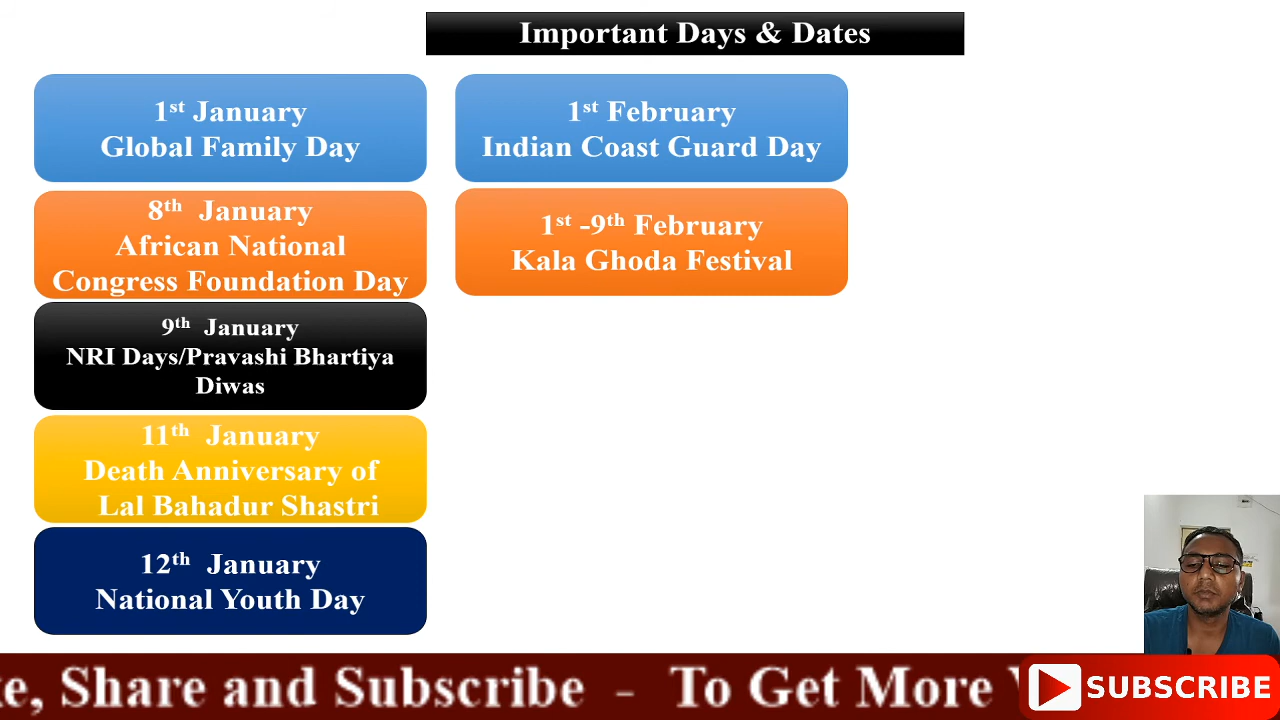 Important Days & Dates
1st January
Global Family Day
8th January
African National
Congress Foundation Day
9th January
NRI Days/Pravashi Bhartiya
Diwas
11th January
Death Anniversary of
Lal Bahadur Shastri
12th January
National Youth Day
1st February
Indian Coast Guard Day
1st -9th February
Kala Ghoda Festival
Share and Subscribe - To Get More
SUBSCRIBE